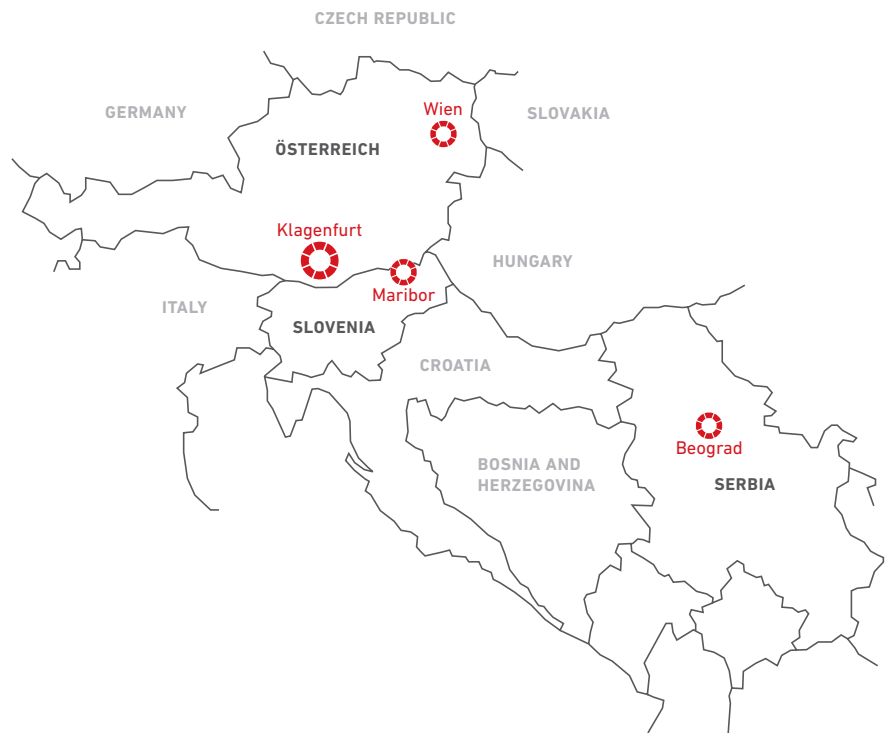 CZECH REPUBLIC
GERMANY
Wien
SLOVAKIA
ÖSTERREICH
Klagenfurt
HUNGARY
Maribor
ITALY
SLOVENIA
CROATIA
Beograd
BOSNIA AND
HERZEGOVINA
SERBIA